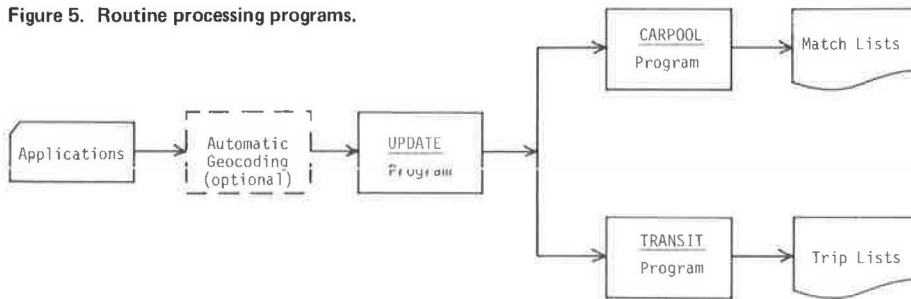 Figure 5. Routine processing programs.
CARPOOL
Program
Match Lists
Applications
Automatic
Geocoding
(optional)
UPDATE
Program
TRANSIT
Program
Trip Lists